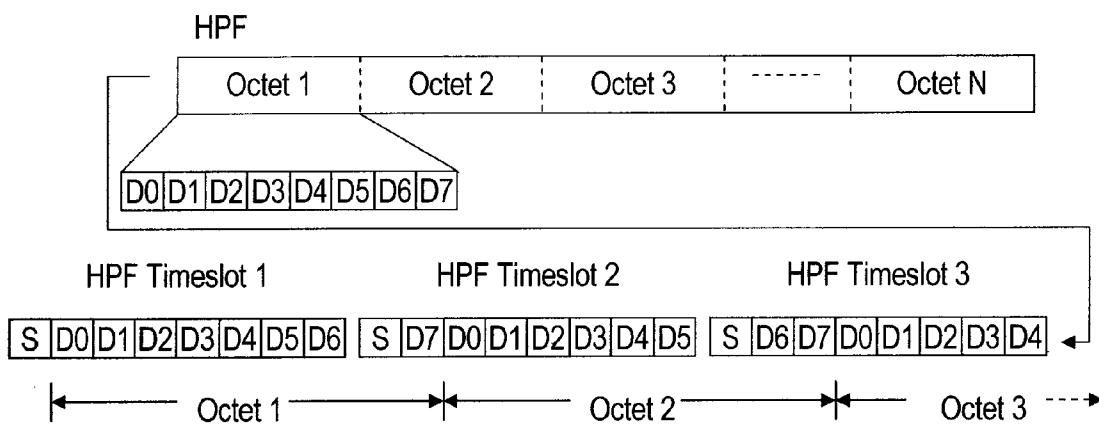 HPF
Octet 1 Octet 2 Octet 3 Octet N
D0 D1 D2 D3 D4 D5 D6 D7
HPF Timeslot 1 HPF Timeslot 2 HPF Timeslot 3
S D0 D1 D2 D3 D4 D5 D6 S D7 D0 D1 D2 D3 D4 D5 S D6 D7 D0 D1 D2 D3 D4
Octet 1 Octet 2 Octet 3